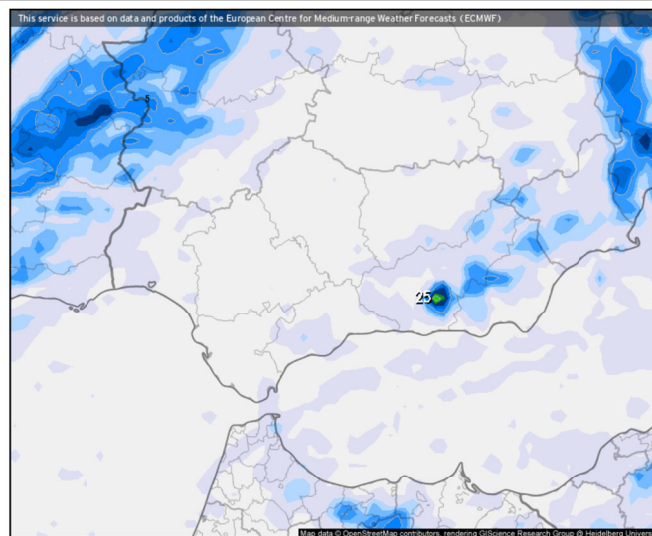 This service is based on data and products of the European Centre for Medium-range Weather Forecasts (ECMWF)
5
25
Map data © OpenStreetMap contributors, rendering GIScience Research Group @ Heidelberg